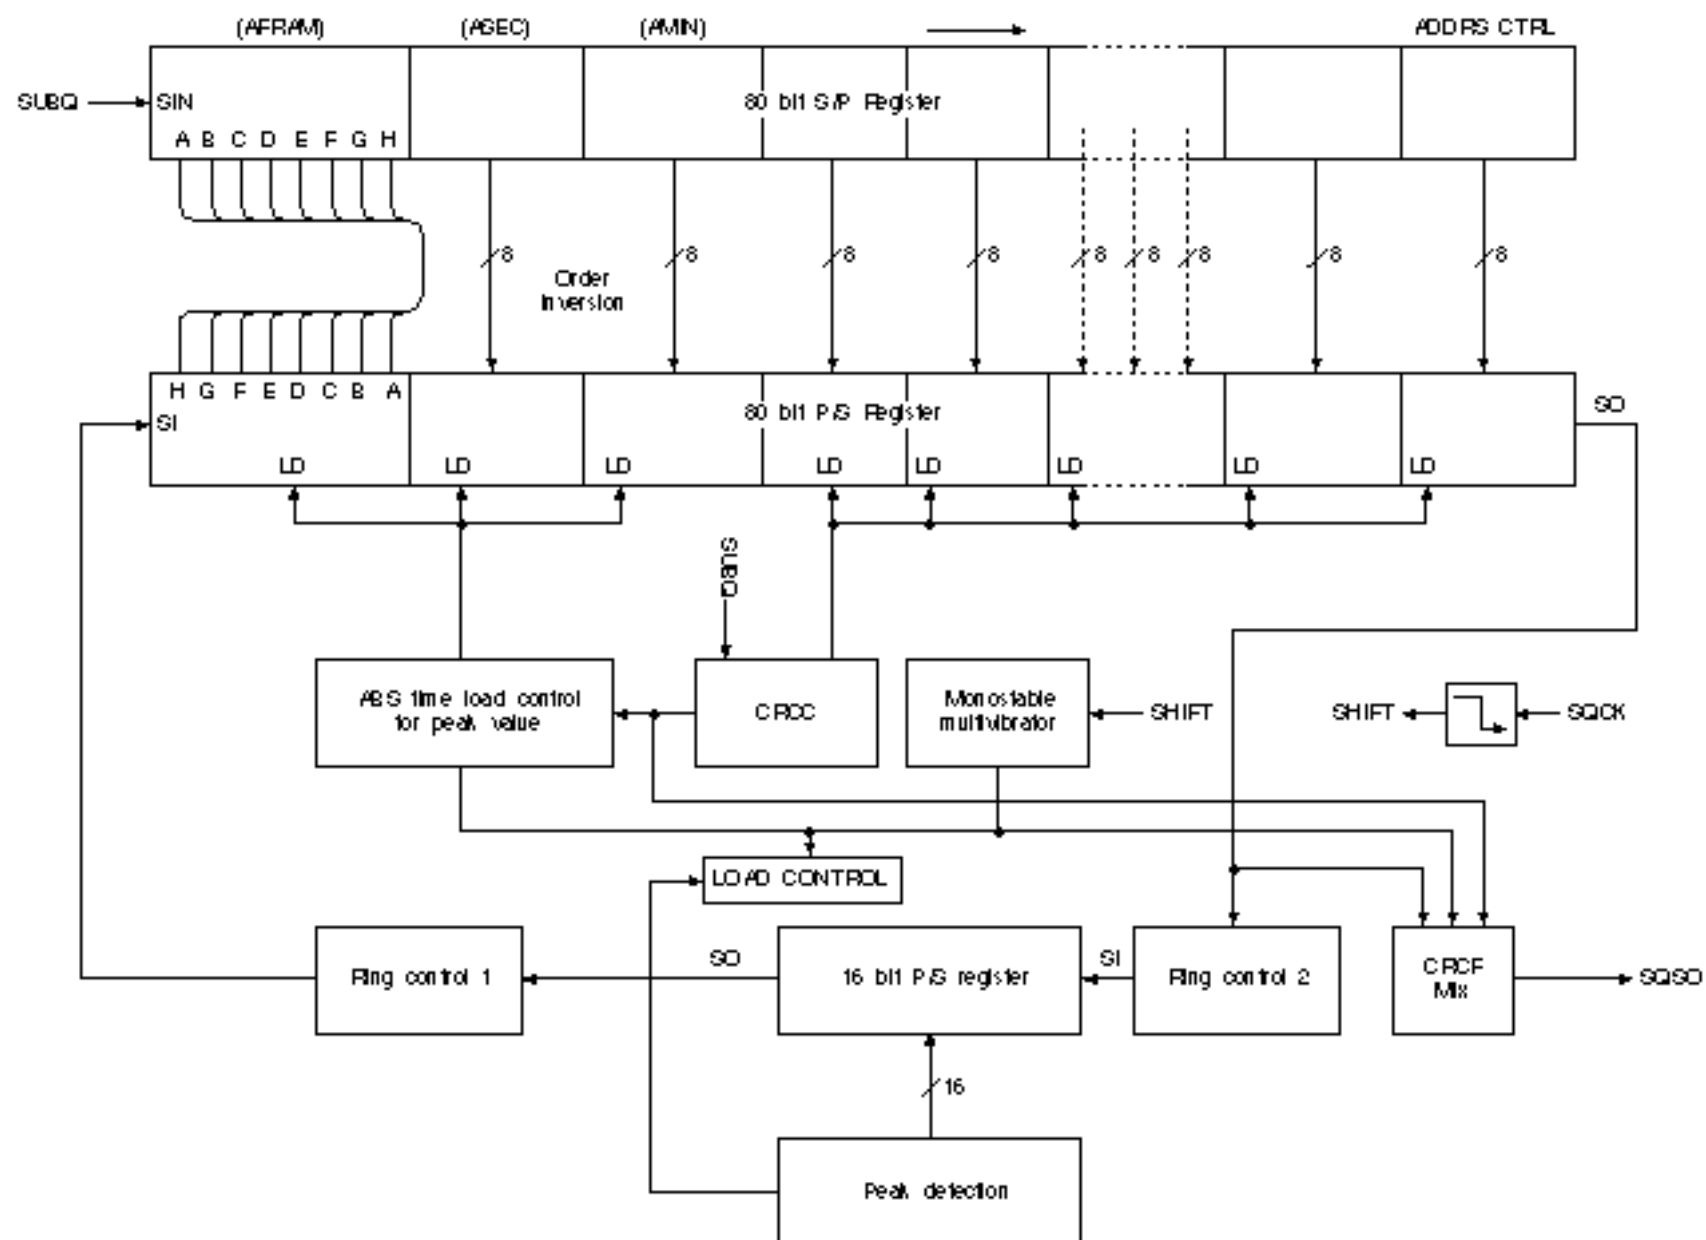 (AFRAM) (ASEC) (AMIN) ADDRS CTRL
SUBQ SIN 80 bit S/P Register
A B C D E F G H
8 8 8 8 8 8 8 8 8
Order
Inversion
H G F E D C B A
SI 80 bit P/S Register SO
LD LD LD LD LD LD LD LD
SUBQ
ABS time load control
for peak value
CRCC
Monostable
multivibrator
SHIFT SHIFT SQCK
LOAD CONTROL
Ring control 1 SO 16 bit P/S register SI Ring control 2
CRCF
Mix
SQSO
16
Peak detection